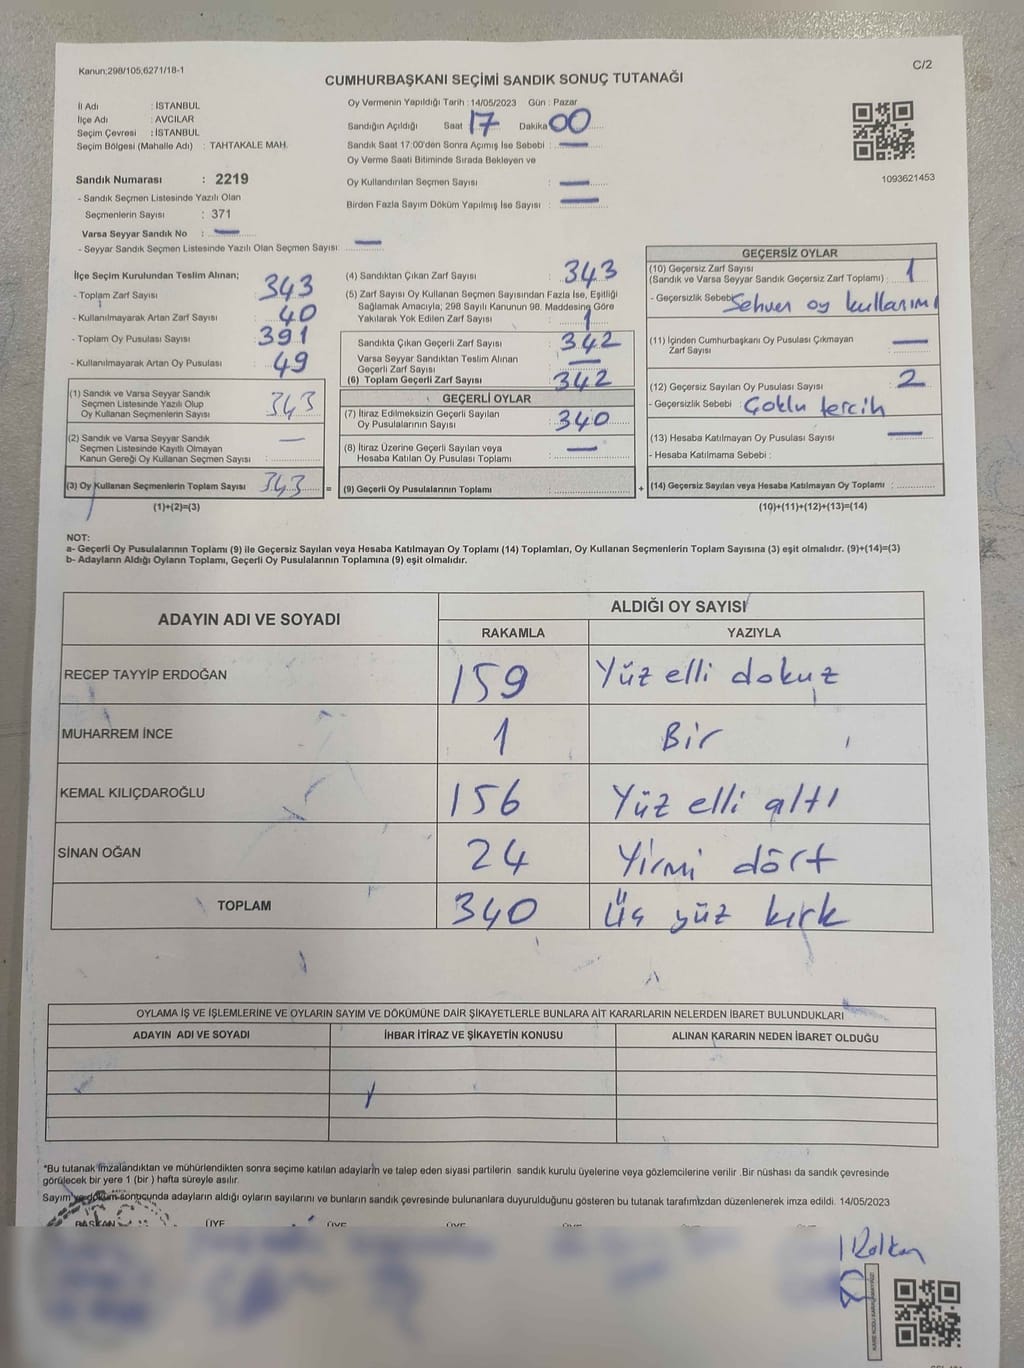 Kanun;298/105,6271/18-1
C/2
CUMHURBAŞKANI SEÇİMİ SANDIK SONUÇ TUTANAĞI
İl Adı : İSTANBUL
İlçe Adı : AVCILAR
Seçim Çevresi : İSTANBUL
Seçim Bölgesi (Mahalle Adı) : TAHTAKALE MAH.
Sandık Numarası : 2219
- Sandık Seçmen Listesinde Yazılı Olan
Seçmenlerin Sayısı : 371
Varsa Seyyar Sandık No : —
- Seyyar Sandık Seçmen Listesinde Yazılı Olan Seçmen Sayısı: —
Oy Vermenin Yapıldığı Tarih : 14/05/2023 Gün : Pazar
Sandığın Açıldığı Saat 17 Dakika 00
Sandık Saat 17:00'den Sonra Açımış İse Sebebi : —
Oy Verme Saati Bitiminde Sırada Bekleyen ve
Oy Kullandırılan Seçmen Sayısı : —
Birden Fazla Sayım Döküm Yapılmış İse Sayısı : —
1093621453
İlçe Seçim Kurulundan Teslim Alınan;
- Toplam Zarf Sayısı 343
- Kullanılmayarak Artan Zarf Sayısı : 40
- Toplam Oy Pusulası Sayısı : 391
- Kullanılmayarak Artan Oy Pusulası : 49
(1) Sandık ve Varsa Seyyar Sandık
Seçmen Listesinde Yazılı Olup
Oy Kullanan Seçmenlerin Sayısı : 343
(2) Sandık ve Varsa Seyyar Sandık
Seçmen Listesinde Kayıtlı Olmayan
Kanun Gereği Oy Kullanan Seçmen Sayısı : —
(3) Oy Kullanan Seçmenlerin Toplam Sayısı 343 =
(1)+(2)=(3)
(4) Sandıktan Çıkan Zarf Sayısı : 343
(5) Zarf Sayısı Oy Kullanan Seçmen Sayısından Fazla İse, Eşitliği
Sağlamak Amacıyla; 298 Sayılı Kanunun 98. Maddesine Göre
Yakılarak Yok Edilen Zarf Sayısı : 1
Sandıkta Çıkan Geçerli Zarf Sayısı : 342
Varsa Seyyar Sandıktan Teslim Alınan
Geçerli Zarf Sayısı : —
(6) Toplam Geçerli Zarf Sayısı : 342
GEÇERLİ OYLAR
(7) İtiraz Edilmeksizin Geçerli Sayılan
Oy Pusulalarının Sayısı : 340
(8) İtiraz Üzerine Geçerli Sayılan veya
Hesaba Katılan Oy Pusulası Toplamı : —
(9) Geçerli Oy Pusulalarının Toplamı : +
GEÇERSİZ OYLAR
(10) Geçersiz Zarf Sayısı
(Sandık ve Varsa Seyyar Sandık Geçersiz Zarf Toplamı) : 1
- Geçersizlik Sebebi: Sehven oy kullanımı
(11) İçinden Cumhurbaşkanı Oy Pusulası Çıkmayan
Zarf Sayısı —
(12) Geçersiz Sayılan Oy Pusulası Sayısı : 2
- Geçersizlik Sebebi : Çoklu tercih
(13) Hesaba Katılmayan Oy Pusulası Sayısı : —
- Hesaba Katılmama Sebebi :
(14) Geçersiz Sayılan veya Hesaba Katılmayan Oy Toplamı :
(10)+(11)+(12)+(13)=(14)
NOT:
a- Geçerli Oy Pusulalarının Toplamı (9) ile Geçersiz Sayılan veya Hesaba Katılmayan Oy Toplamı (14) Toplamları, Oy Kullanan Seçmenlerin Toplam Sayısına (3) eşit olmalıdır. (9)+(14)=(3)
b- Adayların Aldığı Oyların Toplamı, Geçerli Oy Pusulalarının Toplamına (9) eşit olmalıdır.
ADAYIN ADI VE SOYADI ALDIĞI OY SAYISI
RAKAMLA YAZIYLA
RECEP TAYYİP ERDOĞAN 159 Yüz elli dokuz
MUHARREM İNCE 1 Bir
KEMAL KILIÇDAROĞLU 156 Yüz elli altı
SİNAN OĞAN 24 Yirmi dört
TOPLAM 340 Üç yüz kırk
OYLAMA İŞ VE İŞLEMLERİNE VE OYLARIN SAYIM VE DÖKÜMÜNE DAİR ŞİKAYETLERLE BUNLARA AİT KARARLARIN NELERDEN İBARET BULUNDUKLARI
ADAYIN ADI VE SOYADI İHBAR İTİRAZ VE ŞİKAYETİN KONUSU ALINAN KARARIN NEDEN İBARET OLDUĞU
*Bu tutanak imzalandıktan ve mühürlendikten sonra seçime katılan adayların ve talep eden siyasi partilerin sandık kurulu üyelerine veya gözlemcilerine verilir .Bir nüshası da sandık çevresinde
görülecek bir yere 1 (bir ) hafta süreyle asılır.
Sayım ve döküm sonucunda adayların aldığı oyların sayılarını ve bunların sandık çevresinde bulunanlara duyurulduğunu gösteren bu tutanak tarafımızdan düzenlenerek imza edildi. 14/05/2023
BAŞKAN ÜYE ÜYE ÜYE ÜYE